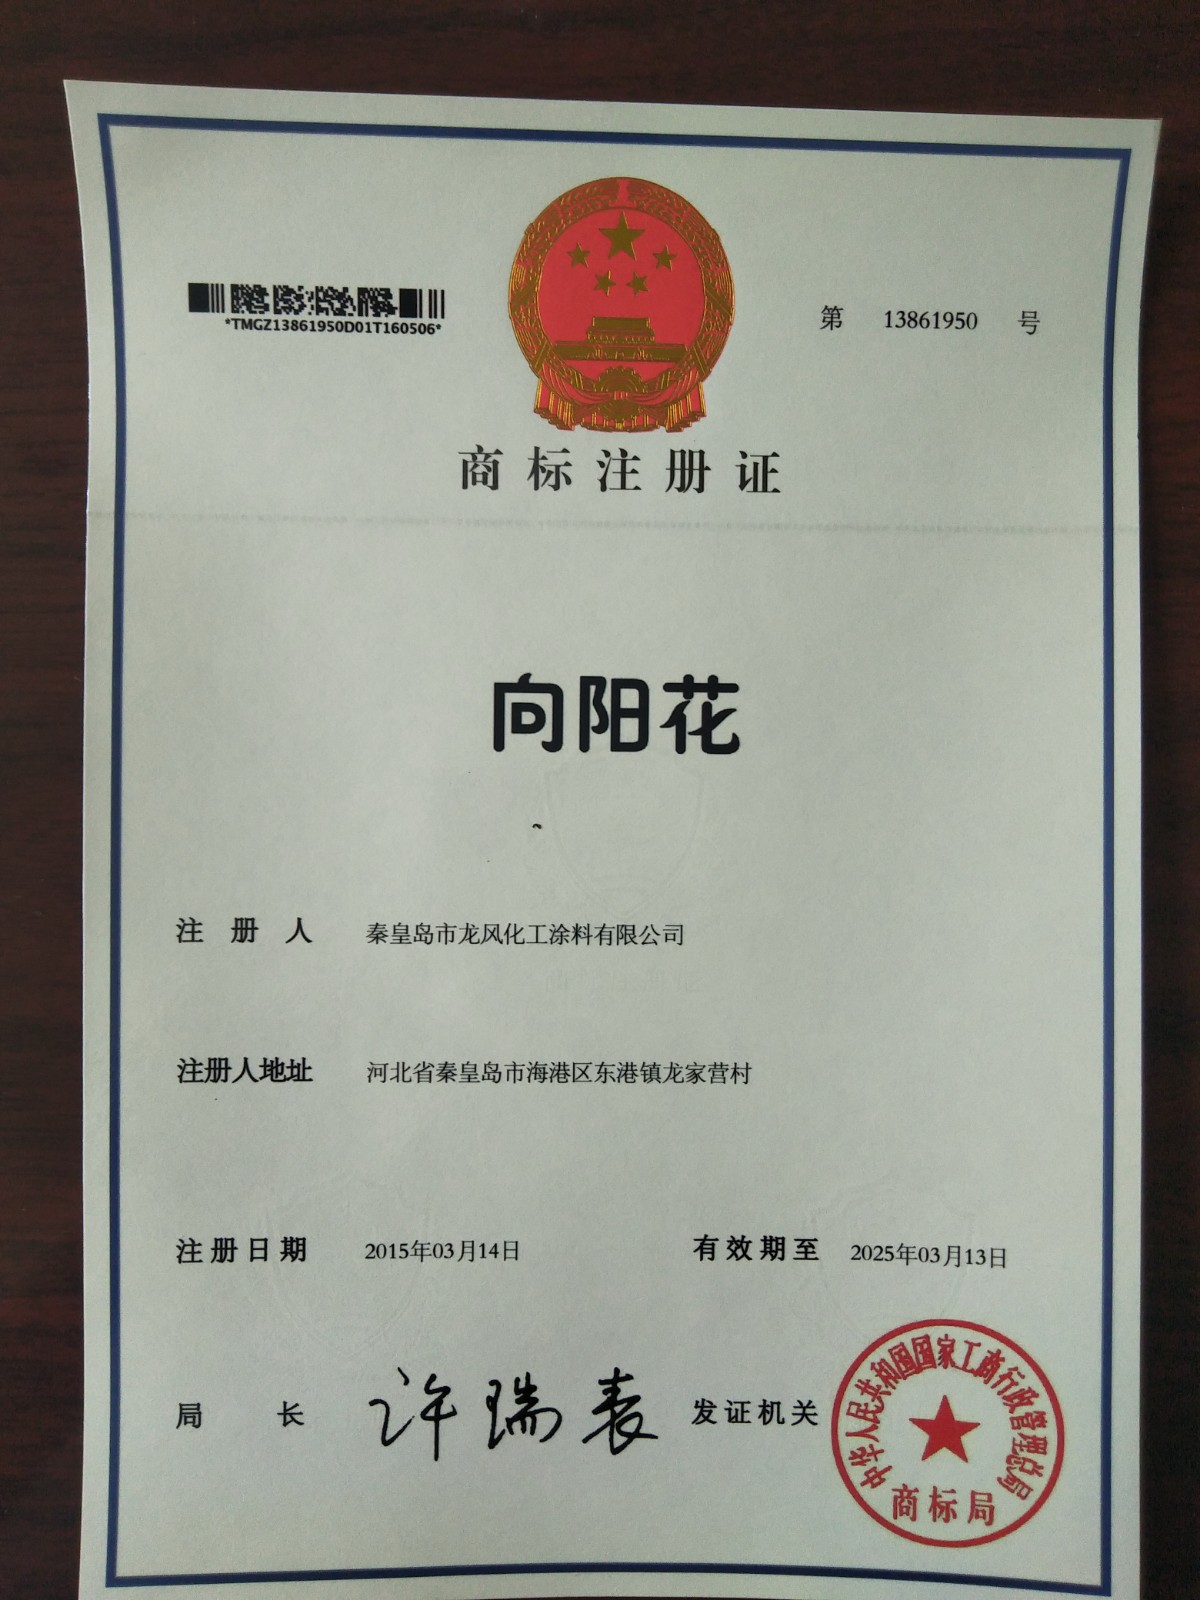 *TMGZ13861950D01T160506*
第 13861950 号
商标注册证
向阳花
注册人 秦皇岛市龙风化工涂料有限公司
注册人地址 河北省秦皇岛市海港区东港镇龙家营村
注册日期 2015年03月14日 有效期至 2025年03月13日
局长 许瑞表 发证机关
中华人民共和国国家工商行政管理总局
商标局